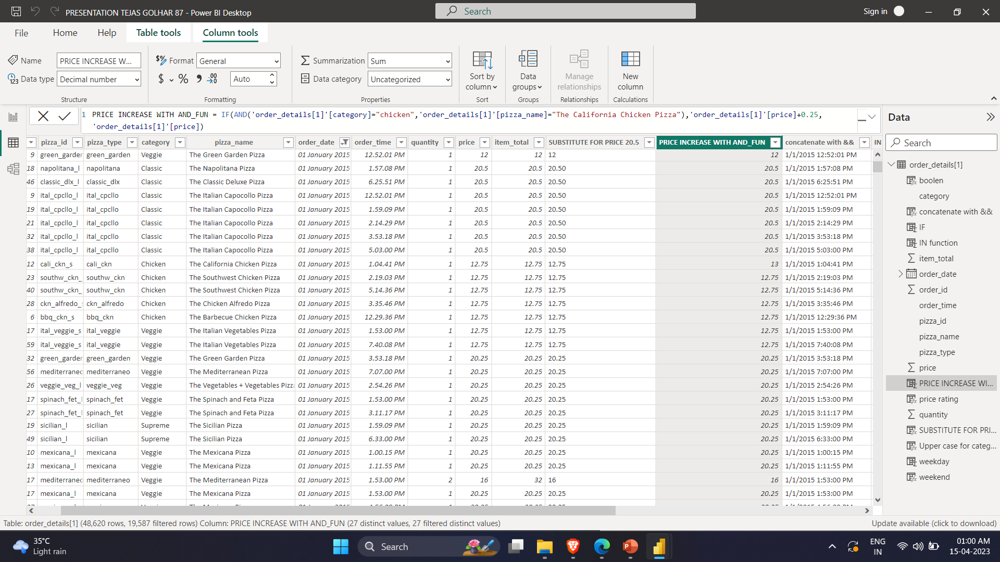 PRESENTATION TEJAS GOLHAR 87 - Power BI Desktop
Search
Sign in
File Home Help Table tools Column tools
Name PRICE INCREASE W...
Data type Decimal number
Structure
Format General
$ % Auto
Formatting
Summarization Sum
Data category Uncategorized
Properties
Sort by column
Sort
Data groups
Groups
Manage relationships
Relationships
New column
Calculations
1 PRICE INCREASE WITH AND_FUN = IF(AND('order_details[1]'[category]="chicken",'order_details[1]'[pizza_name]="The California Chicken Pizza"),'order_details[1]'[price]+0.25,
'order_details[1]'[price])
pizza_id pizza_type category pizza_name order_date order_time quantity price item_total SUBSTITUTE FOR PRICE 20.5 PRICE INCREASE WITH AND_FUN concatenate with && IN
9 green_garden green_garden Veggie The Green Garden Pizza 01 January 2015 12.52.01 PM 1 12 12 12 12 1/1/2015 12:52:01 PM
18 napolitana_l napolitana Classic The Napolitana Pizza 01 January 2015 1.57.08 PM 1 20.5 20.5 20.50 20.5 1/1/2015 1:57:08 PM
46 classic_dlx_l classic_dlx Classic The Classic Deluxe Pizza 01 January 2015 6.25.51 PM 1 20.5 20.5 20.50 20.5 1/1/2015 6:25:51 PM
9 ital_cpcllo_l ital_cpcllo Classic The Italian Capocollo Pizza 01 January 2015 12.52.01 PM 1 20.5 20.5 20.50 20.5 1/1/2015 12:52:01 PM
19 ital_cpcllo_l ital_cpcllo Classic The Italian Capocollo Pizza 01 January 2015 1.59.09 PM 1 20.5 20.5 20.50 20.5 1/1/2015 1:59:09 PM
21 ital_cpcllo_l ital_cpcllo Classic The Italian Capocollo Pizza 01 January 2015 2.14.29 PM 1 20.5 20.5 20.50 20.5 1/1/2015 2:14:29 PM
32 ital_cpcllo_l ital_cpcllo Classic The Italian Capocollo Pizza 01 January 2015 3.53.18 PM 1 20.5 20.5 20.50 20.5 1/1/2015 3:53:18 PM
38 ital_cpcllo_l ital_cpcllo Classic The Italian Capocollo Pizza 01 January 2015 5.03.00 PM 1 20.5 20.5 20.50 20.5 1/1/2015 5:03:00 PM
12 cali_ckn_s cali_ckn Chicken The California Chicken Pizza 01 January 2015 1.04.41 PM 1 12.75 12.75 12.75 13 1/1/2015 1:04:41 PM
23 southw_ckn_ southw_ckn Chicken The Southwest Chicken Pizza 01 January 2015 2.19.03 PM 1 12.75 12.75 12.75 12.75 1/1/2015 2:19:03 PM
40 southw_ckn_ southw_ckn Chicken The Southwest Chicken Pizza 01 January 2015 5.14.36 PM 1 12.75 12.75 12.75 12.75 1/1/2015 5:14:36 PM
28 ckn_alfredo_s ckn_alfredo Chicken The Chicken Alfredo Pizza 01 January 2015 3.35.46 PM 1 12.75 12.75 12.75 12.75 1/1/2015 3:35:46 PM
6 bbq_ckn_s bbq_ckn Chicken The Barbecue Chicken Pizza 01 January 2015 12.29.36 PM 1 12.75 12.75 12.75 12.75 1/1/2015 12:29:36 PM
17 ital_veggie_s ital_veggie Veggie The Italian Vegetables Pizza 01 January 2015 1.53.00 PM 1 12.75 12.75 12.75 12.75 1/1/2015 1:53:00 PM
59 ital_veggie_s ital_veggie Veggie The Italian Vegetables Pizza 01 January 2015 7.40.08 PM 1 12.75 12.75 12.75 12.75 1/1/2015 7:40:08 PM
32 green_garden green_garden Veggie The Green Garden Pizza 01 January 2015 3.53.18 PM 1 20.25 20.25 20.25 20.25 1/1/2015 3:53:18 PM
56 mediterraneo mediterraneo Veggie The Mediterranean Pizza 01 January 2015 7.07.00 PM 1 20.25 20.25 20.25 20.25 1/1/2015 7:07:00 PM
26 veggie_veg_l veggie_veg Veggie The Vegetables + Vegetables Pizza 01 January 2015 2.54.26 PM 1 20.25 20.25 20.25 20.25 1/1/2015 2:54:26 PM
17 spinach_fet_l spinach_fet Veggie The Spinach and Feta Pizza 01 January 2015 1.53.00 PM 1 20.25 20.25 20.25 20.25 1/1/2015 1:53:00 PM
27 spinach_fet_l spinach_fet Veggie The Spinach and Feta Pizza 01 January 2015 3.11.17 PM 1 20.25 20.25 20.25 20.25 1/1/2015 3:11:17 PM
19 sicilian_l sicilian Supreme The Sicilian Pizza 01 January 2015 1.59.09 PM 1 20.25 20.25 20.25 20.25 1/1/2015 1:59:09 PM
49 sicilian_l sicilian Supreme The Sicilian Pizza 01 January 2015 6.33.00 PM 1 20.25 20.25 20.25 20.25 1/1/2015 6:33:00 PM
10 mexicana_l mexicana Veggie The Mexicana Pizza 01 January 2015 1.00.15 PM 1 20.25 20.25 20.25 20.25 1/1/2015 1:00:15 PM
13 mexicana_l mexicana Veggie The Mexicana Pizza 01 January 2015 1.11.55 PM 1 20.25 20.25 20.25 20.25 1/1/2015 1:11:55 PM
17 mediterraneo mediterraneo Veggie The Mediterranean Pizza 01 January 2015 1.53.00 PM 2 16 32 16 16 1/1/2015 1:53:00 PM
17 mexicana_l mexicana Veggie The Mexicana Pizza 01 January 2015 1.53.00 PM 1 20.25 20.25 20.25 20.25 1/1/2015 1:53:00 PM
Data
Search
order_details[1]
boolen
category
concatenate with &&
IF
IN function
item_total
order_date
order_id
order_time
pizza_id
pizza_name
pizza_type
price
PRICE INCREASE WI...
price rating
quantity
SUBSTITUTE FOR PRI...
Upper case for categ...
weekday
weekend
Table: order_details[1] (48,620 rows, 19,587 filtered rows) Column: PRICE INCREASE WITH AND_FUN (27 distinct values, 27 filtered distinct values)
Update available (click to download)
35°C
Light rain
Search
ENG
IN
01:00 AM
15-04-2023